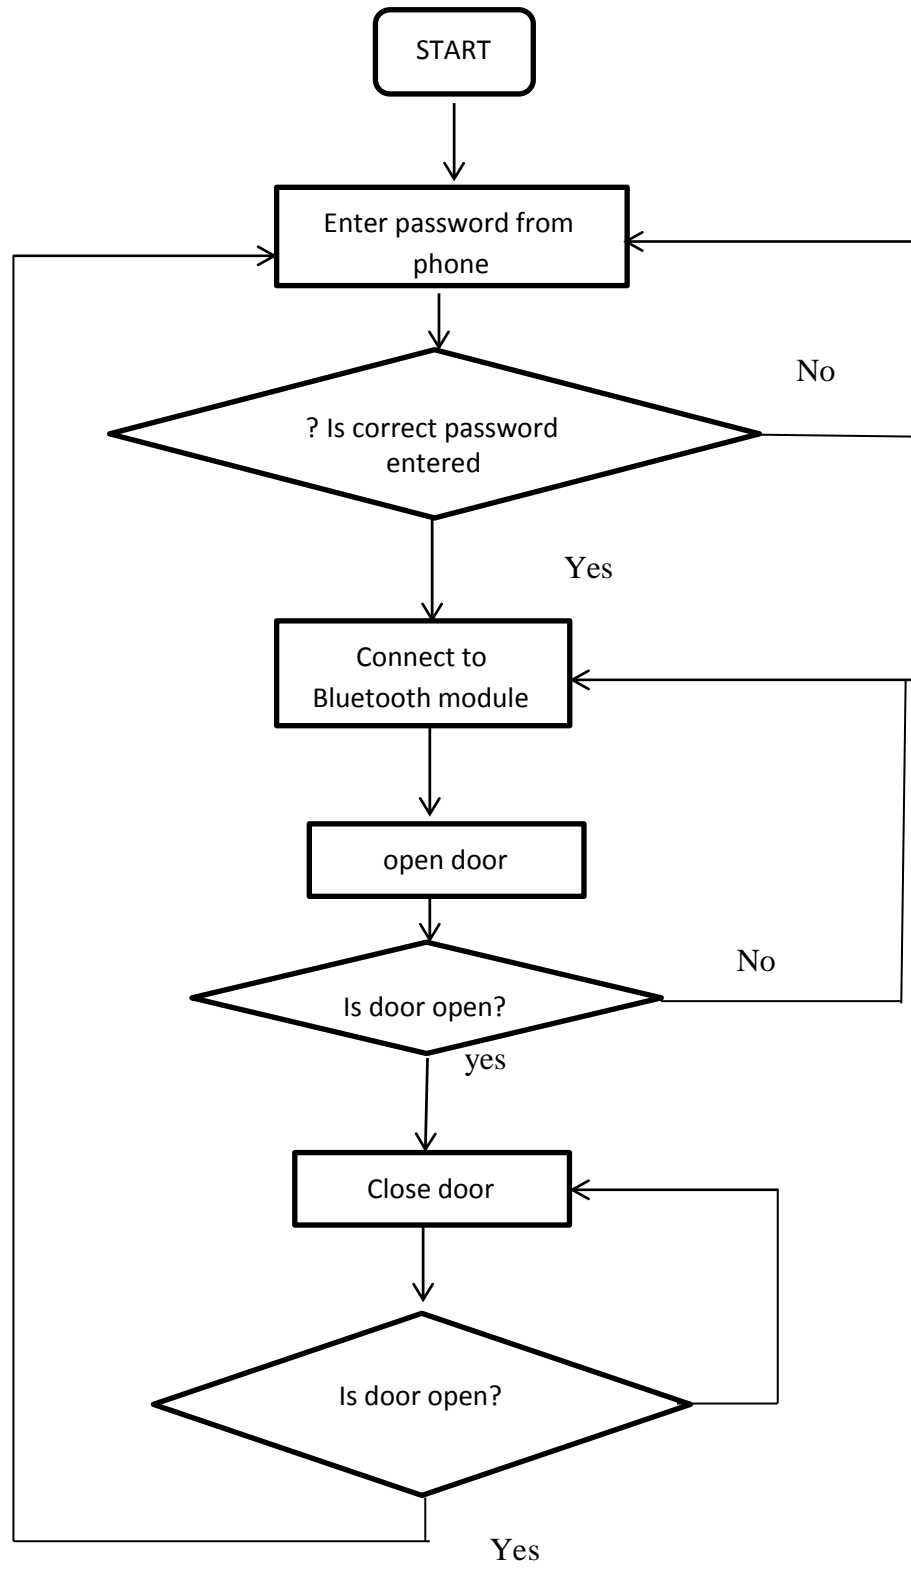 START
Enter password from
phone
No
? Is correct password
entered
Yes
Connect to
Bluetooth module
open door
No
Is door open?
yes
Close door
Is door open?
Yes